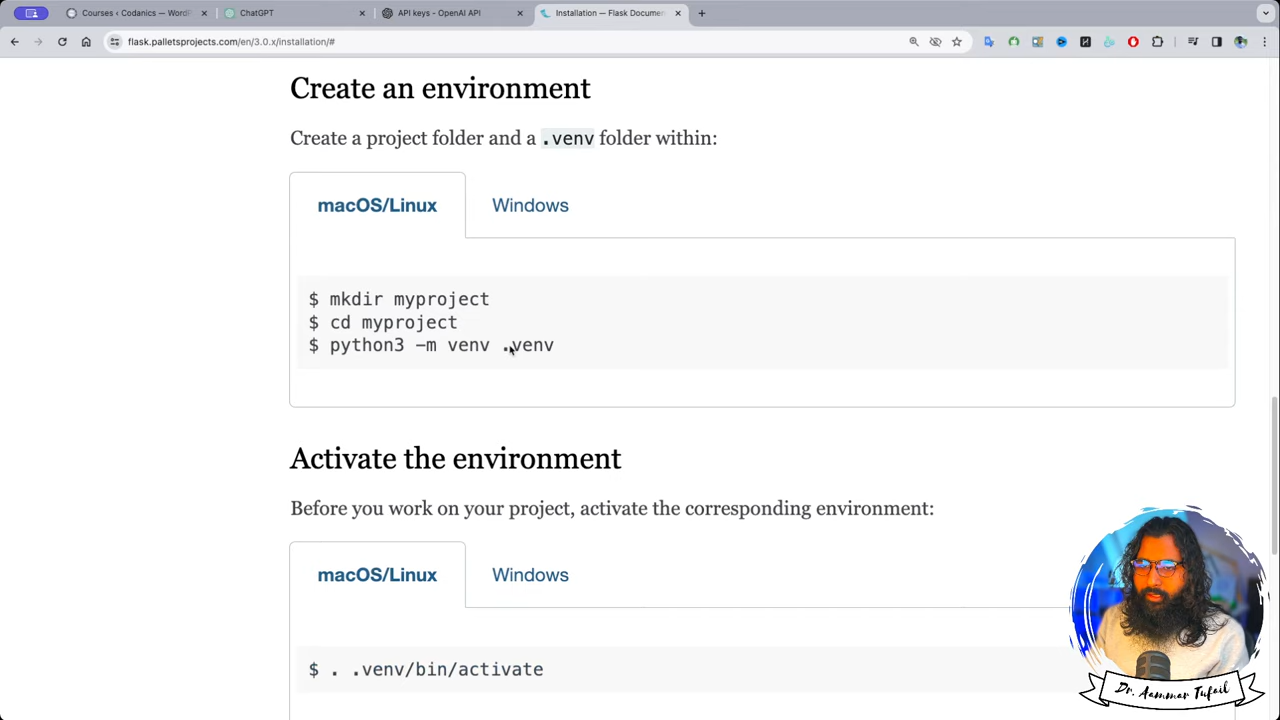 Courses ‹ Codanics — WordP
ChatGPT
API keys - OpenAI API
Installation — Flask Documen
flask.palletsprojects.com/en/3.0.x/installation/#
Create an environment
Create a project folder and a .venv folder within:
macOS/Linux
Windows
$ mkdir myproject
$ cd myproject
$ python3 -m venv .venv
Activate the environment
Before you work on your project, activate the corresponding environment:
macOS/Linux
Windows
$ . .venv/bin/activate
Dr. Aammar Tufail